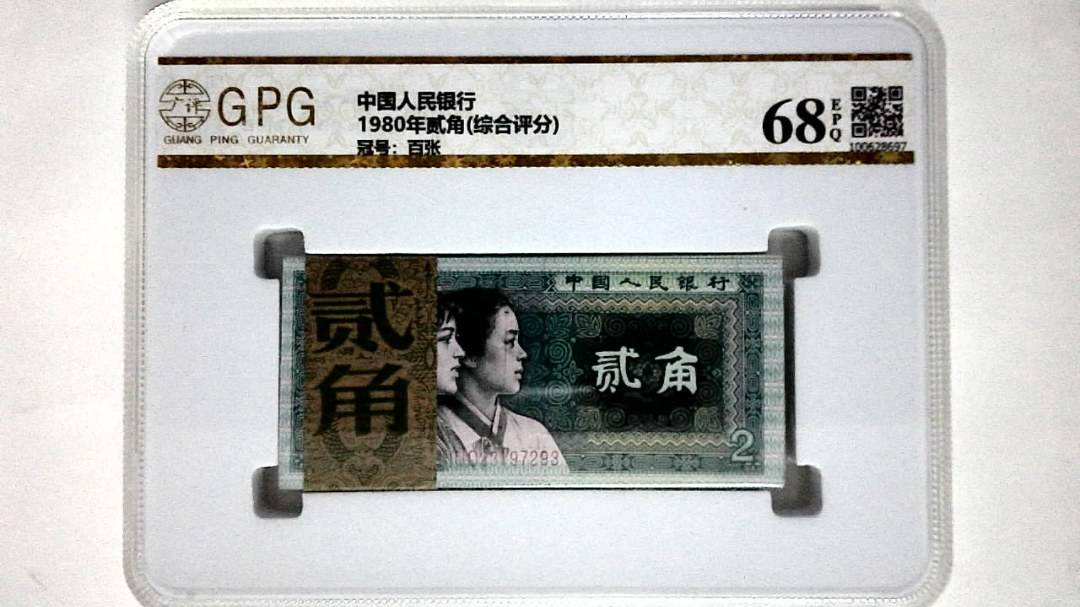 广评
GPG
GUANG PING GUARANTY
中国人民银行
1980年贰角(综合评分)
冠号：百张
68
EPQ
100628697
贰角
中国人民银行
贰角
2